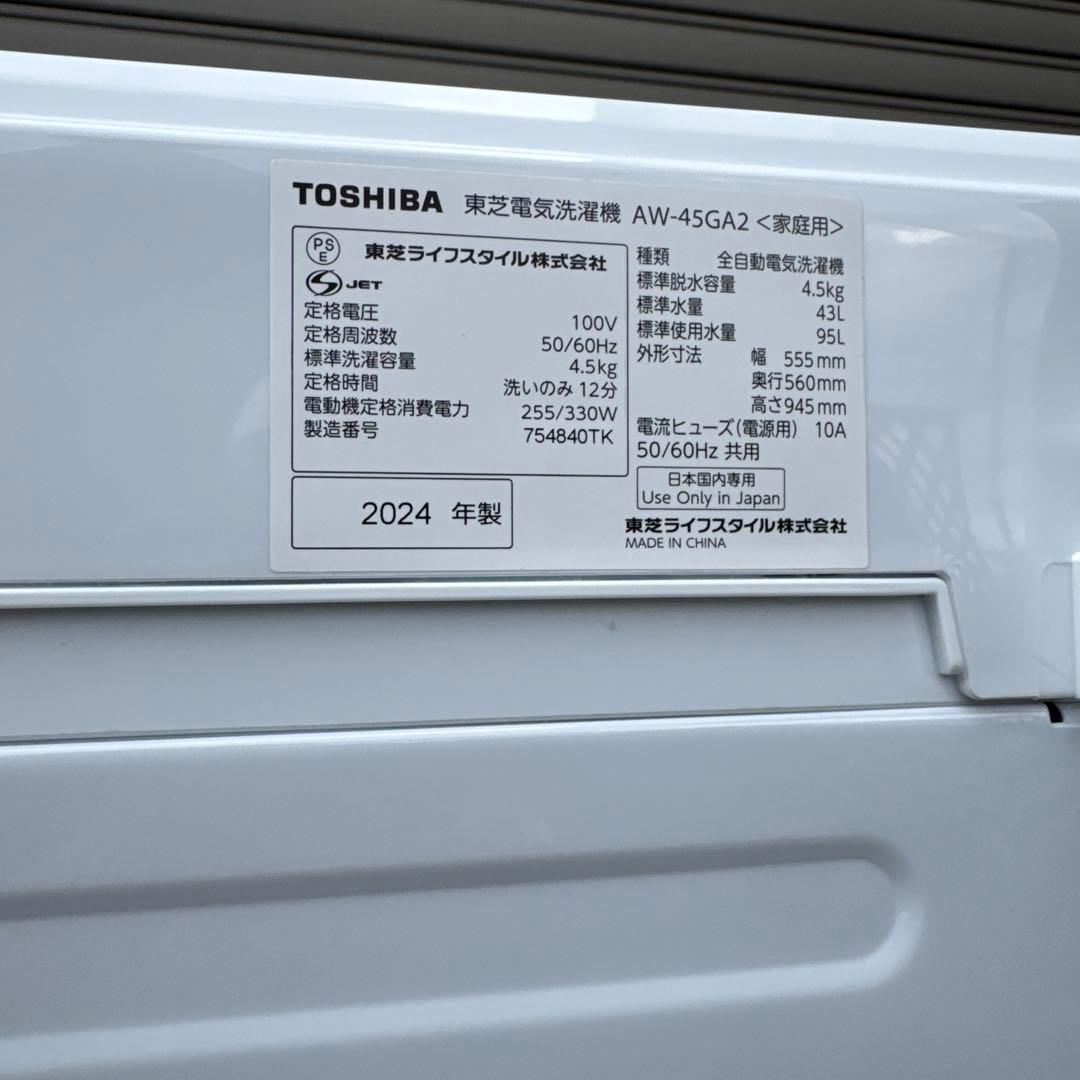 TOSHIBA 東芝電気洗濯機 AW-45GA2 <家庭用>
PS E 東芝ライフスタイル株式会社
JET
定格電圧 100V
定格周波数 50/60Hz
標準洗濯容量 4.5kg
定格時間 洗いのみ 12分
電動機定格消費電力 255/330W
製造番号 754840TK
2024 年製
種類 全自動電気洗濯機
標準脱水容量 4.5kg
標準水量 43L
標準使用水量 95L
外形寸法 幅 555mm
奥行560mm
高さ945mm
電流ヒューズ(電源用) 10A
50/60Hz 共用
日本国内専用
Use Only in Japan
東芝ライフスタイル株式会社
MADE IN CHINA